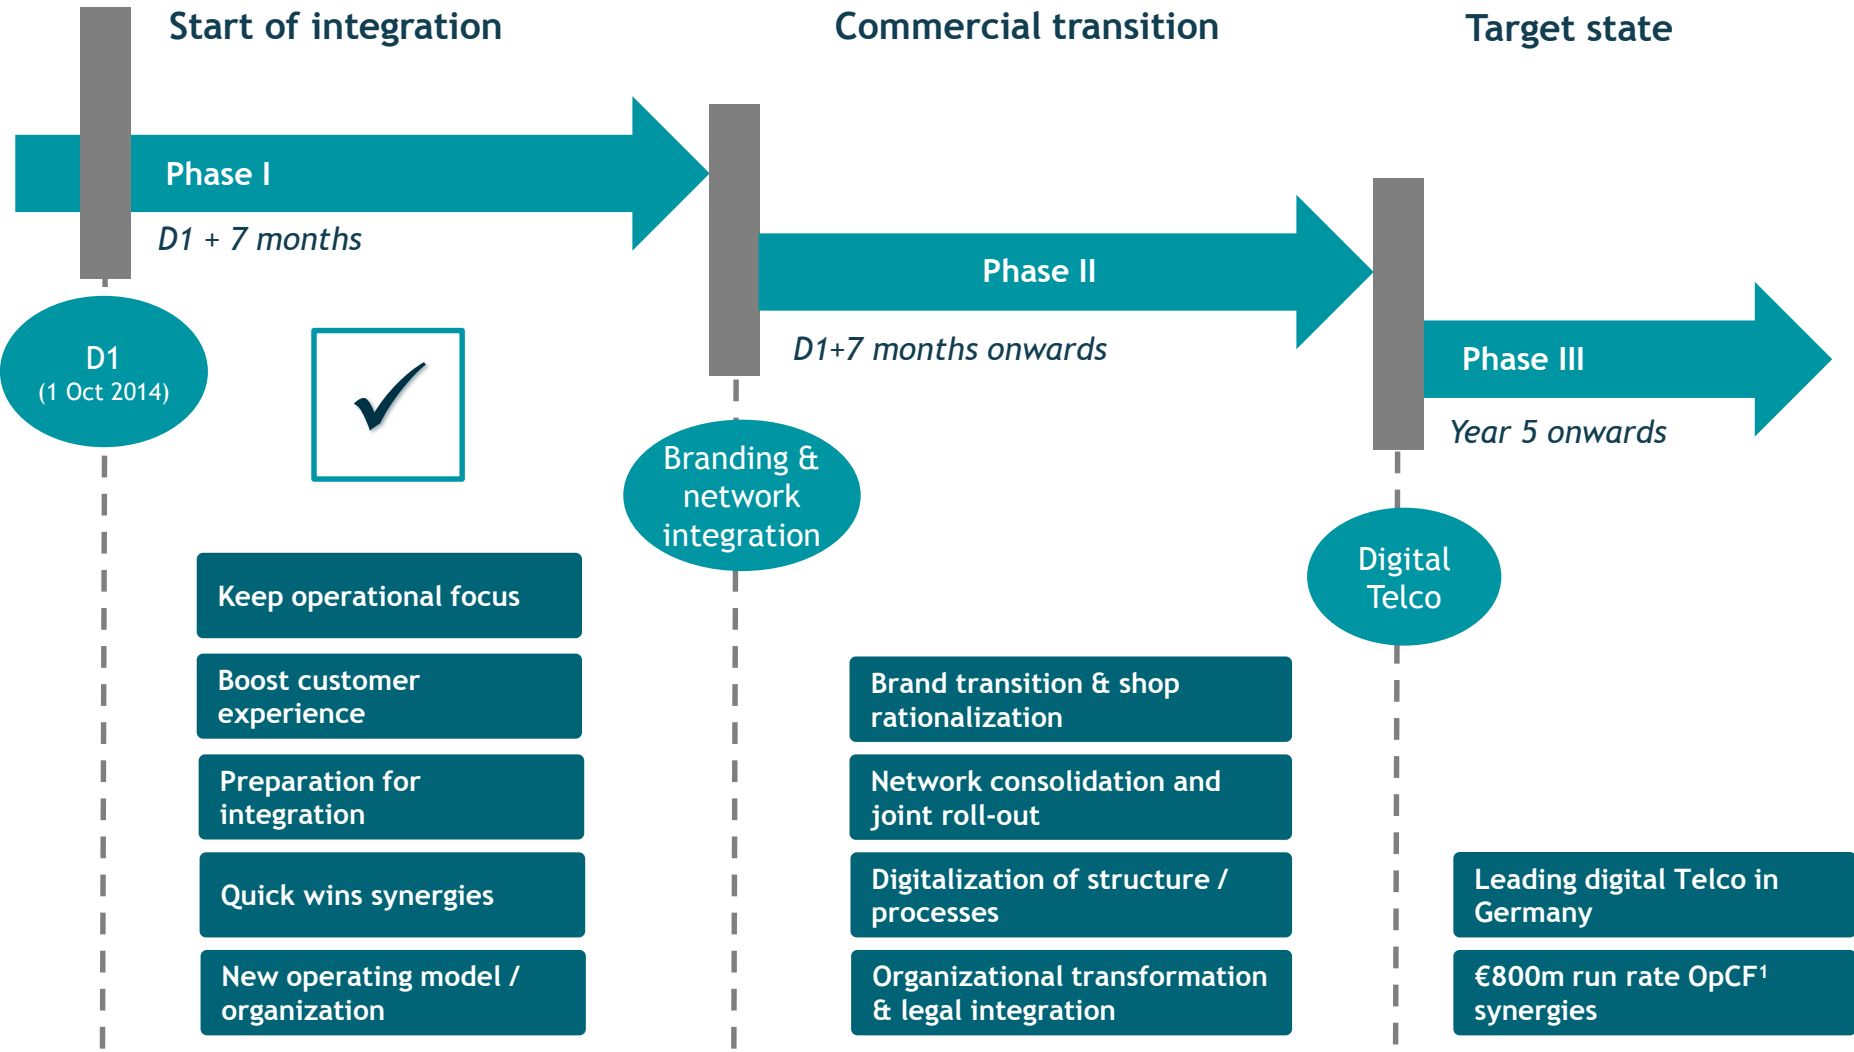 Start of integration
Commercial transition
Target state
Phase I
D1 + 7 months
Phase II
D1+7 months onwards
Phase III
Year 5 onwards
D1
(1 Oct 2014)
Branding &
network
integration
Digital
Telco
Keep operational focus
Boost customer
experience
Preparation for
integration
Quick wins synergies
New operating model /
organization
Brand transition & shop
rationalization
Network consolidation and
joint roll-out
Digitalization of structure /
processes
Organizational transformation
& legal integration
Leading digital Telco in
Germany
€800m run rate OpCF¹
synergies